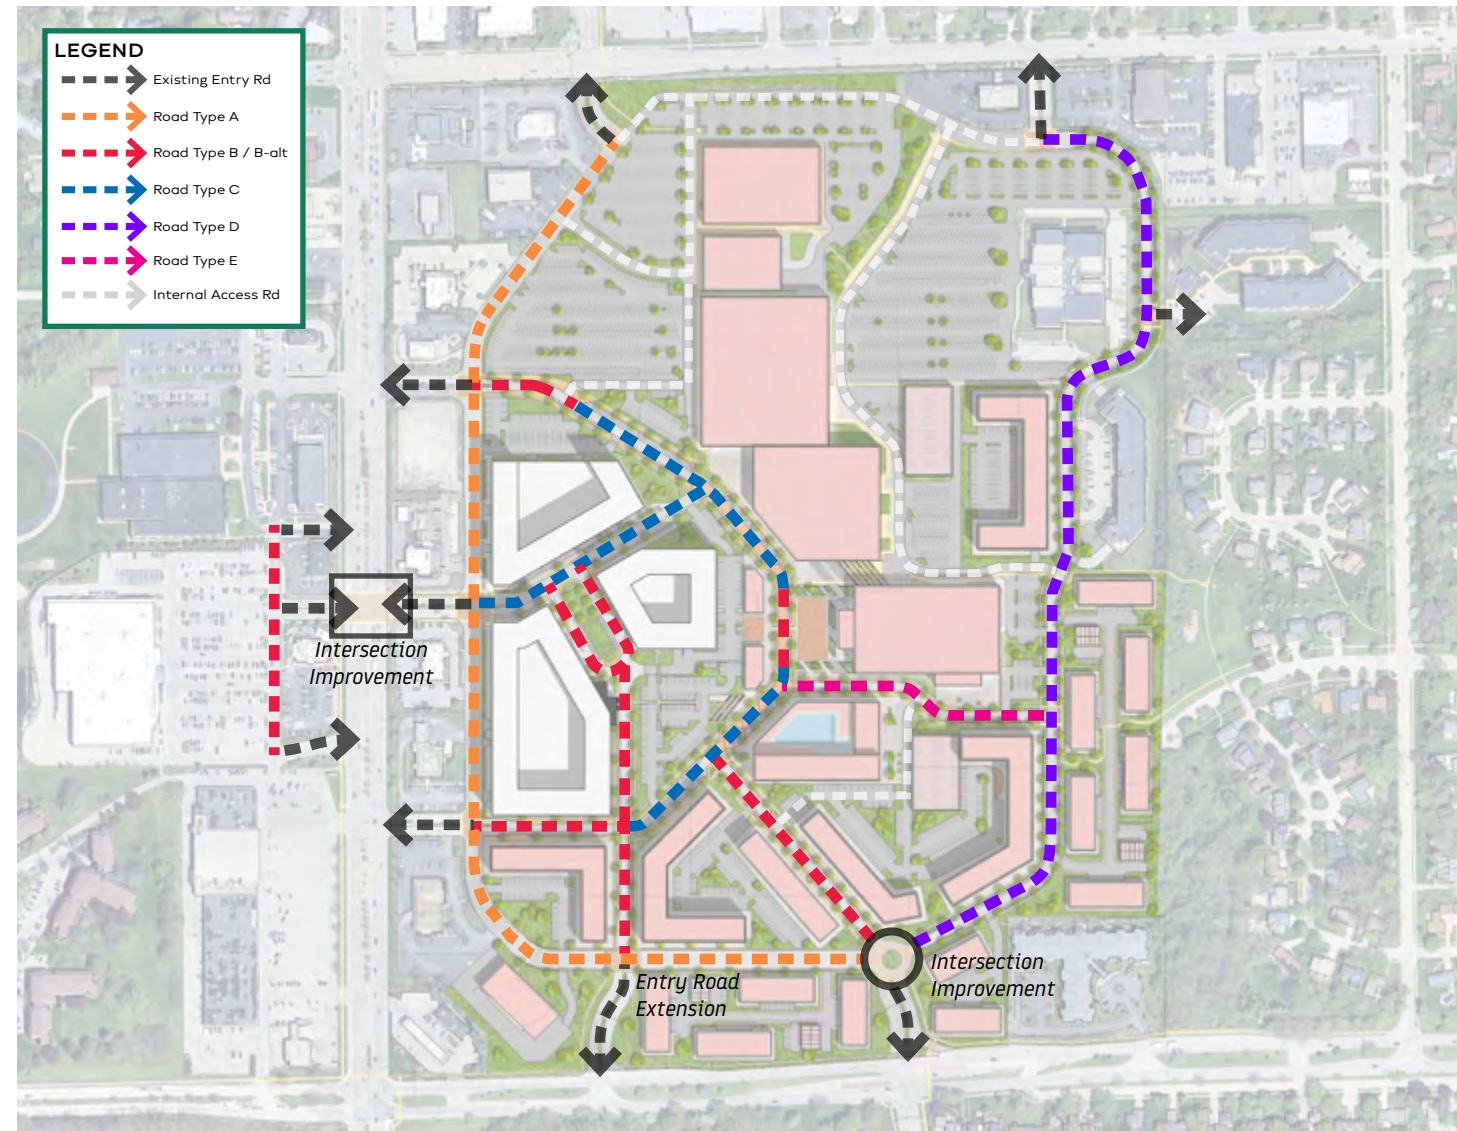 LEGEND
Existing Entry Rd
Road Type A
Road Type B / B-alt
Road Type C
Road Type D
Road Type E
Internal Access Rd
Intersection
Improvement
Intersection
Improvement
Entry Road
Extension